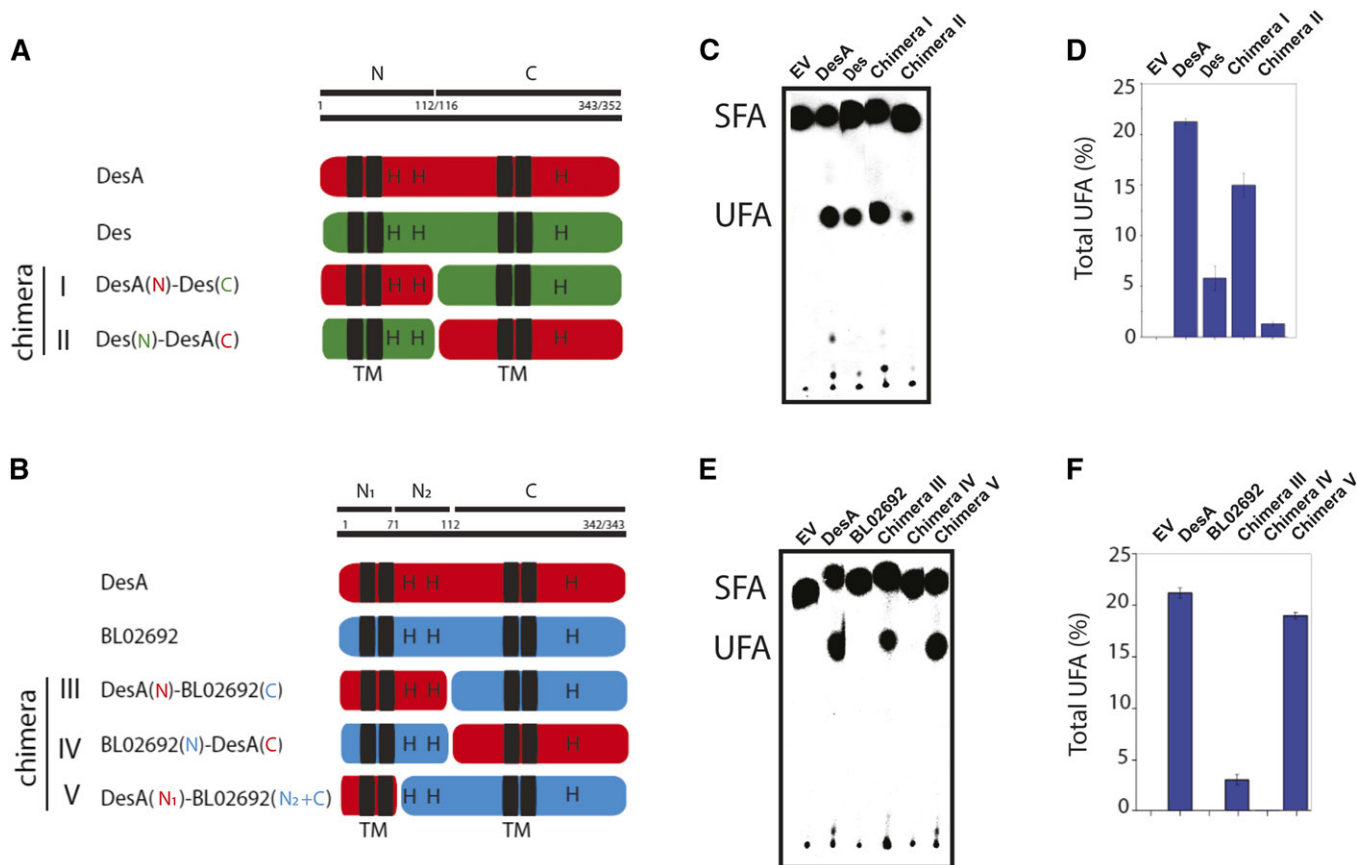 A
N C
1 112/116 343/352
DesA H H H
Des H H H
chimera
I DesA(N)-Des(C) H H H
II Des(N)-DesA(C) H H H
TM TM
C
EV DesA Des Chimera I Chimera II
SFA
UFA
D
EV DesA Des Chimera I Chimera II
Total UFA (%)
25
20
15
10
5
0
B
N1 N2 C
1 71 112 342/343
DesA H H H
BL02692 H H H
chimera
III DesA(N)-BL02692(C) H H H
IV BL02692(N)-DesA(C) H H H
V DesA(N1)-BL02692(N2+C) H H H
TM TM
E
EV DesA BL02692 Chimera III Chimera IV Chimera V
SFA
UFA
F
EV DesA BL02692 Chimera III Chimera IV Chimera V
Total UFA (%)
25
20
15
10
5
0